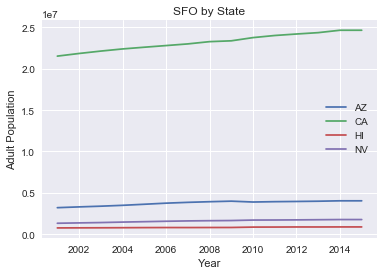 SFO by State
1e7
2.5
2.0
1.5
1.0
0.5
0.0
Adult Population
AZ
CA
HI
NV
2002 2004 2006 2008 2010 2012 2014
Year